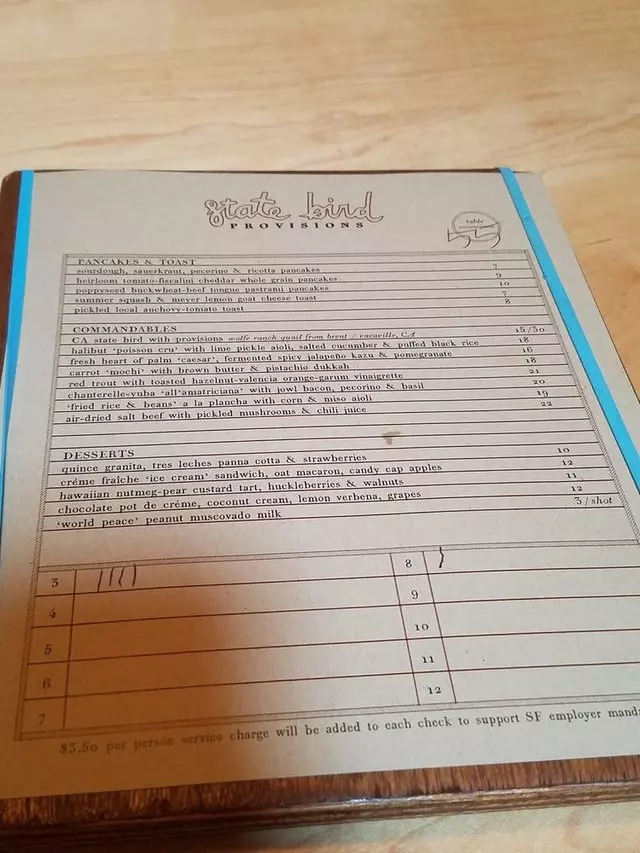 state bird
PROVISIONS
table
53
PANCAKES & TOAST
sourdough, sauerkraut, pecorino & ricotta pancakes 7
heirloom tomato-fiscalini cheddar whole grain pancakes 9
poppyseed buckwheat-beef tongue pastrami pancakes 10
summer squash & meyer lemon goat cheese toast 7
pickled local anchovy-tomato toast 8
COMMANDABLES
CA state bird with provisions wolfe ranch quail from brent / vacaville, CA 15/30
halibut 'poisson cru' with lime pickle aioli, salted cucumber & puffed black rice 18
fresh heart of palm 'caesar', fermented spicy jalapeño kazu & pomegranate 16
carrot 'mochi' with brown butter & pistachio dukkah 18
red trout with toasted hazelnut-valencia orange-garum vinaigrette 21
chanterelle-yuba 'all'amatriciana' with jowl bacon, pecorino & basil 20
'fried rice & beans' a la plancha with corn & miso aioli 19
air-dried salt beef with pickled mushrooms & chili juice 22
DESSERTS
quince granita, tres leches panna cotta & strawberries 10
crème fraîche 'ice cream' sandwich, oat macaron, candy cap apples 12
hawaiian nutmeg-pear custard tart, huckleberries & walnuts 11
chocolate pot de crème, coconut cream, lemon verbena, grapes 12
'world peace' peanut muscovado milk 3/shot
3 8
4 9
5 10
6 11
7 12
$3.50 per person service charge will be added to each check to support SF employer